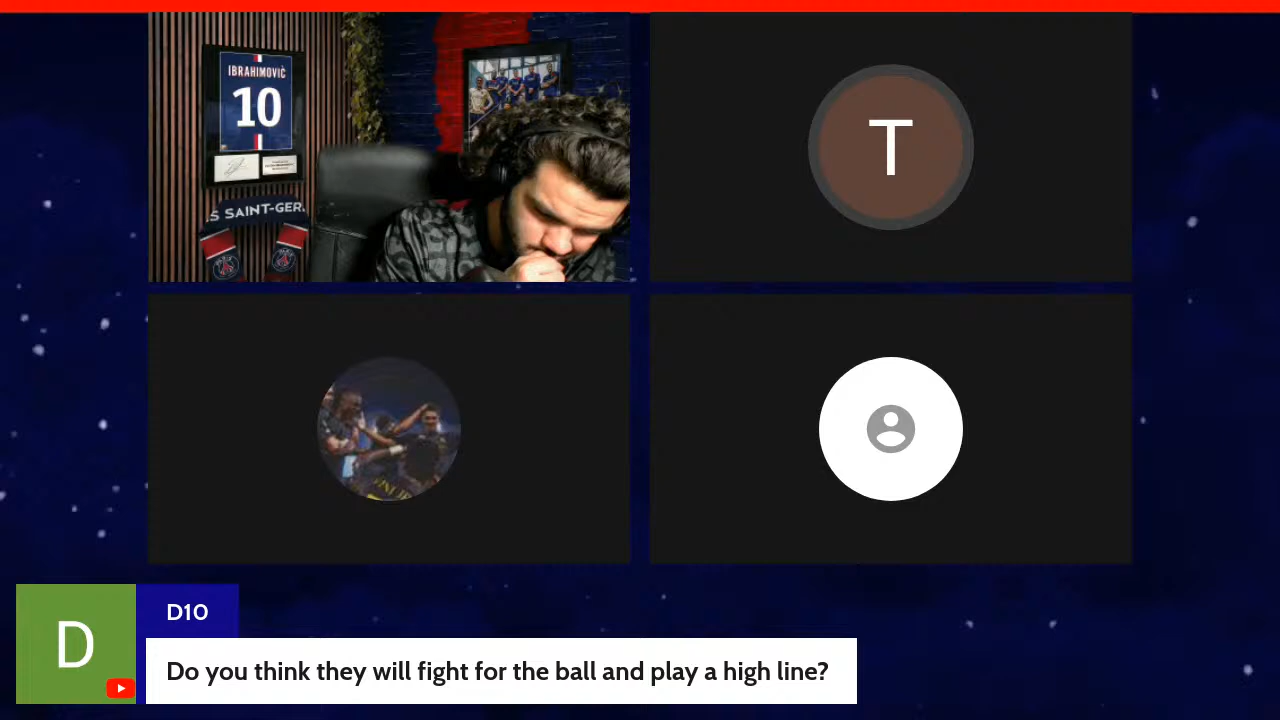 IBRAHIMOVIĆ
10
S SAINT-GER
T
D
D10
Do you think they will fight for the ball and play a high line?